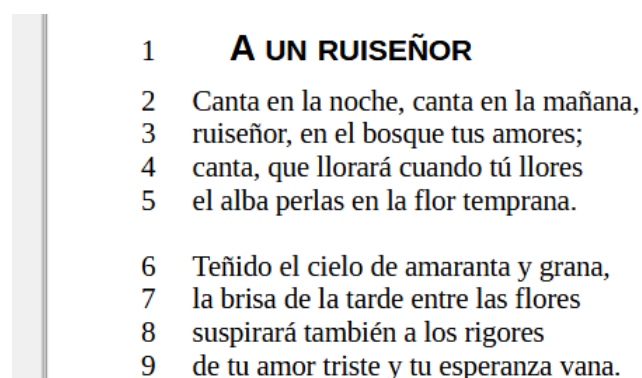 1 A UN RUISEÑOR
2 Canta en la noche, canta en la mañana,
3 ruiseñor, en el bosque tus amores;
4 canta, que llorará cuando tú llores
5 el alba perlas en la flor temprana.
6 Teñido el cielo de amaranta y grana,
7 la brisa de la tarde entre las flores
8 suspirará también a los rigores
9 de tu amor triste y tu esperanza vana.